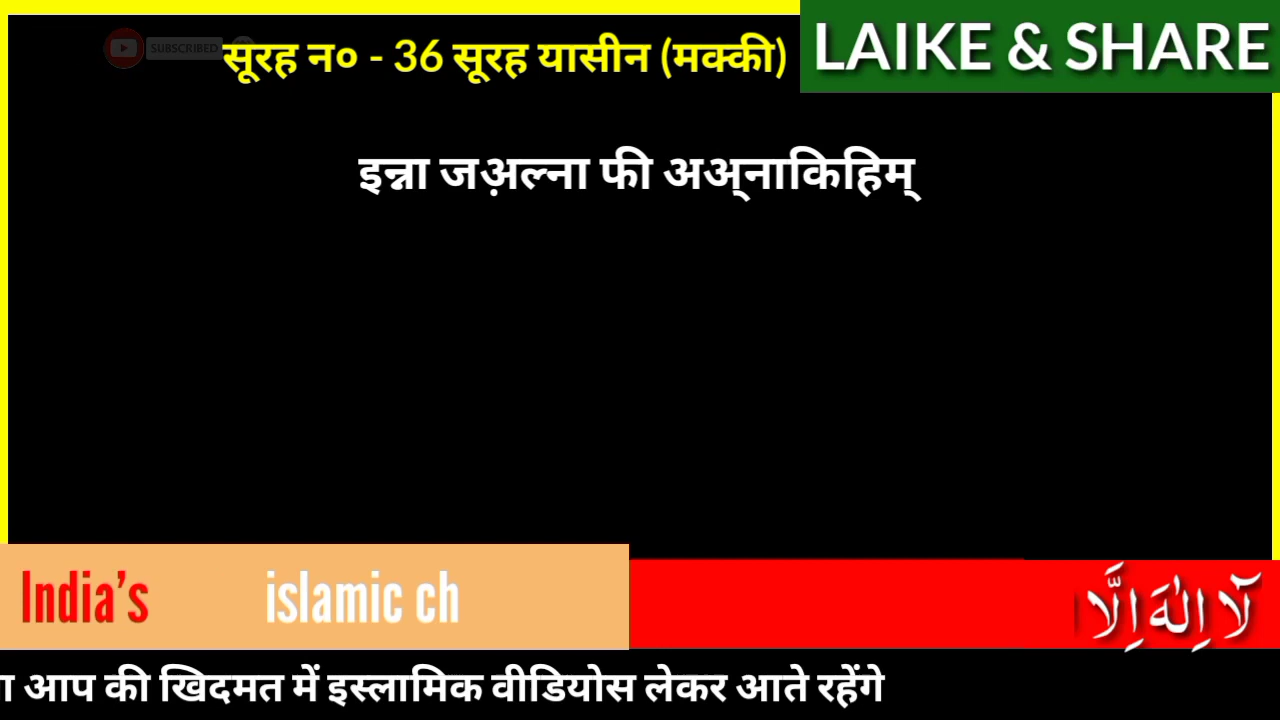 SUBSCRIBED
सूरह न० - 36 सूरह यासीन (मक्की)
LAIKE & SHARE
इन्ना जअ़ल्ना फी अअ्नाकिहिम्
India’s islamic ch
لَآ اِلٰهَ اِلَّا
आप की खिदमत में इस्लामिक वीडियोस लेकर आते रहेंगे